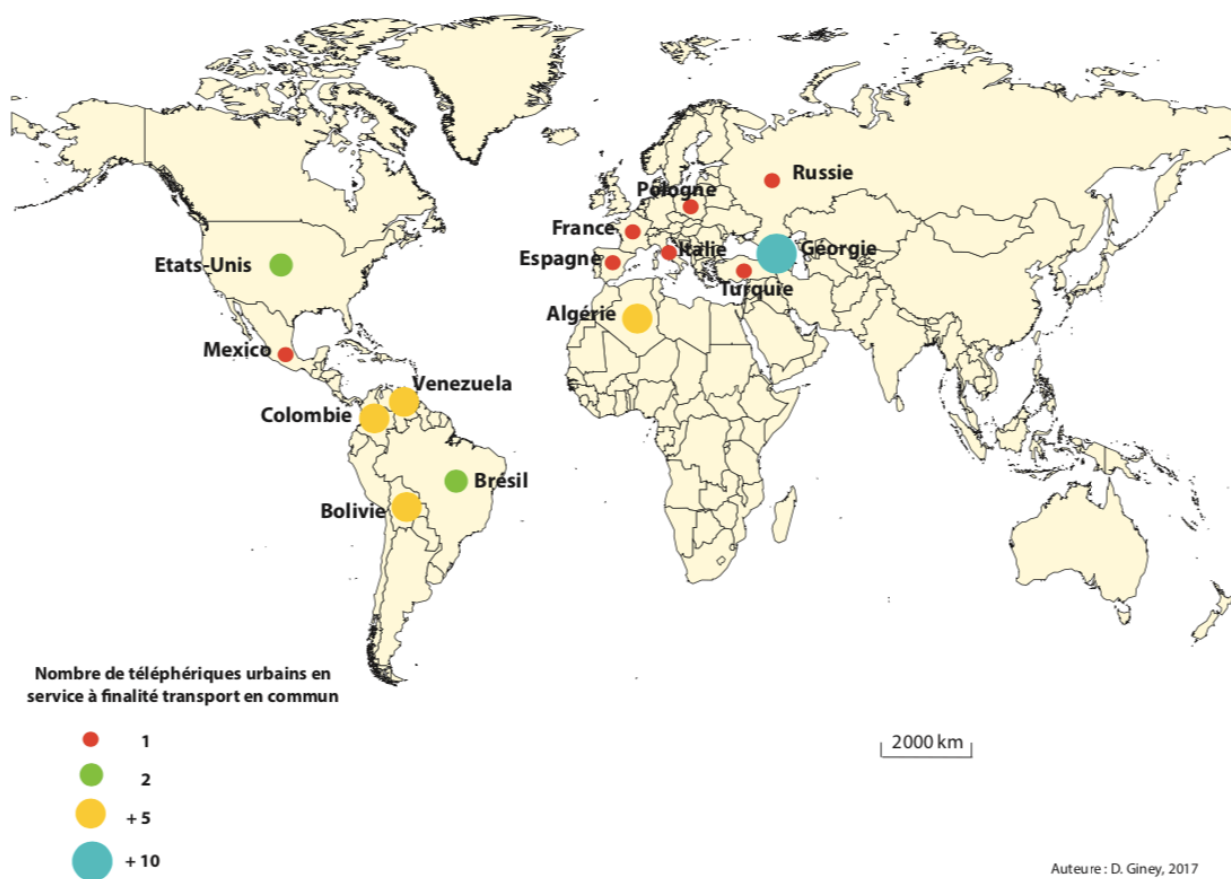 Russie
Pologne
France
Italie
Géorgie
Espagne
Etats-Unis
Turquie
Algérie
Mexico
Venezuela
Colombie
Brésil
Bolivie
Nombre de téléphériques urbains en
service à finalité transport en commun
1
2
+ 5
+ 10
2000 km
Auteure : D. Giney, 2017